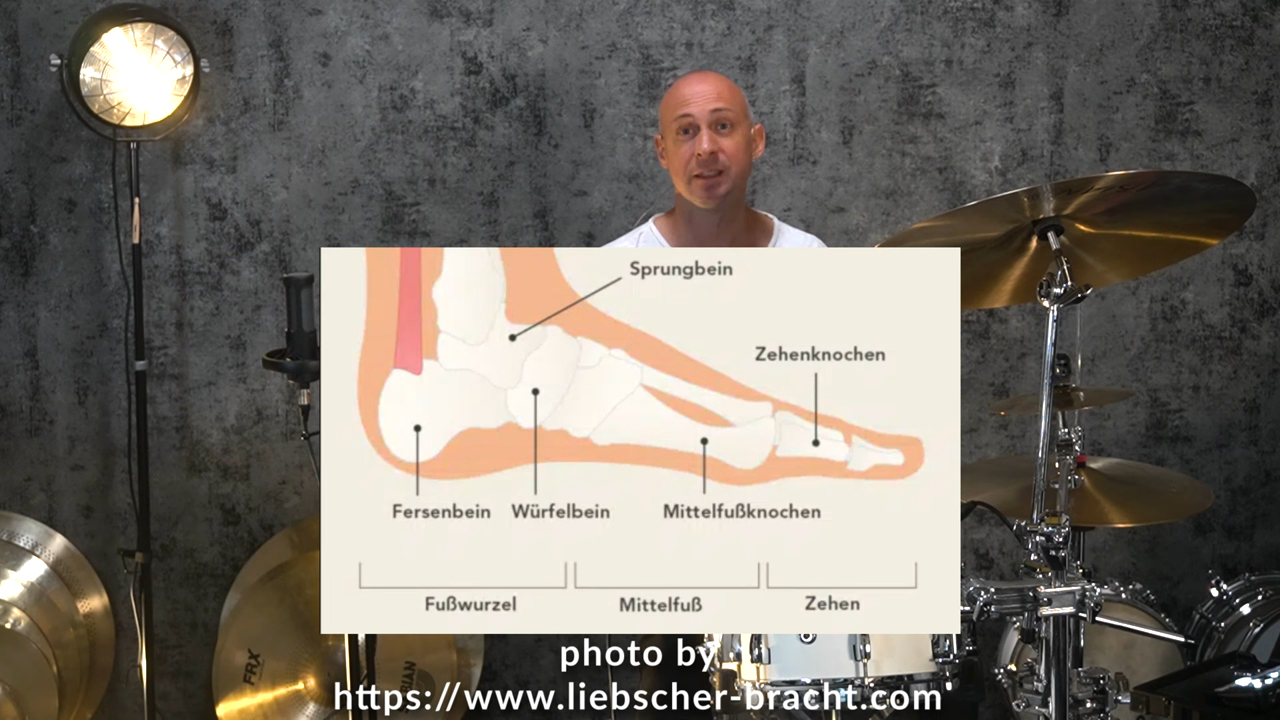 Sprungbein
Zehenknochen
Fersenbein Würfelbein Mittelfußknochen
Fußwurzel Mittelfuß Zehen
photo by
https://www.liebscher-bracht.com
FRX